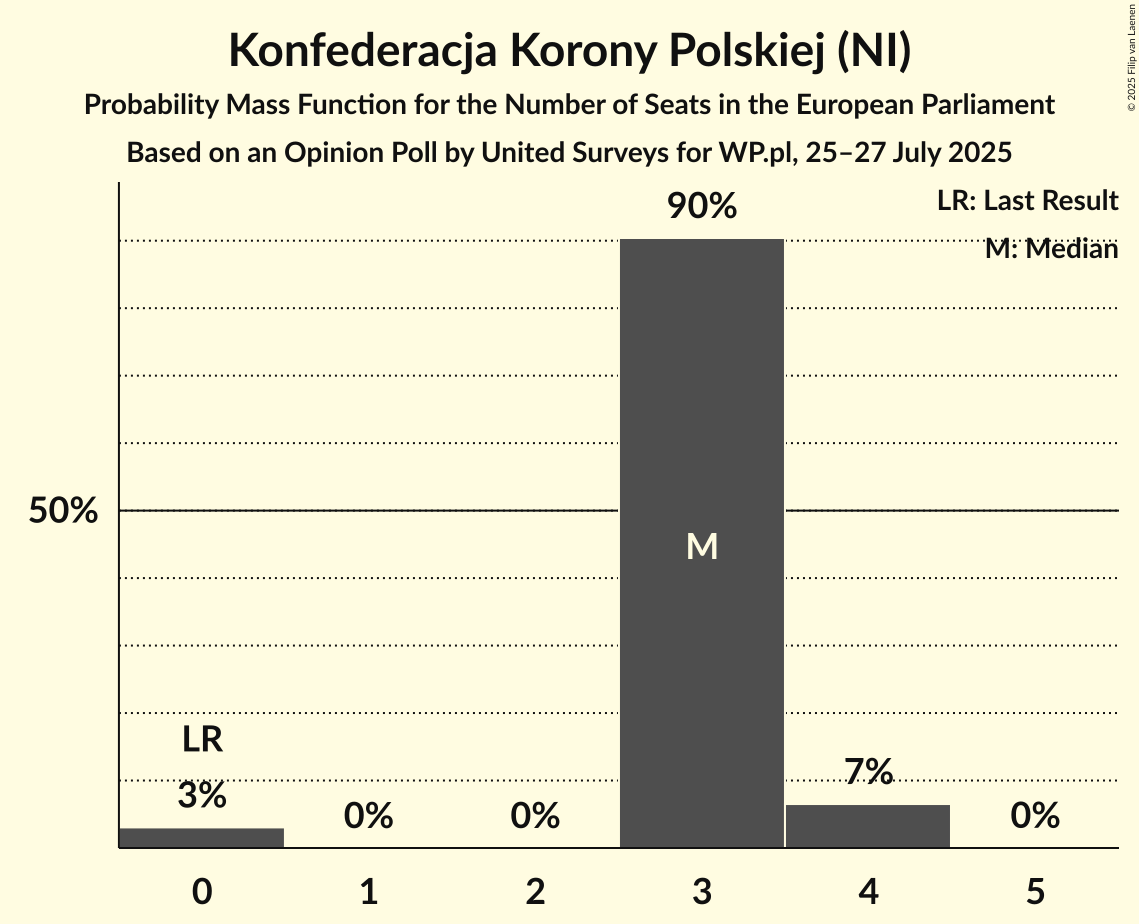 Konfederacja Korony Polskiej (NI)
Probability Mass Function for the Number of Seats in the European Parliament
Based on an Opinion Poll by United Surveys for WP.pl, 25–27 July 2025
© 2025 Filip van Laenen
LR: Last Result
M: Median
90%
50%
M
LR
3%
0%
0%
7%
0%
0
1
2
3
4
5